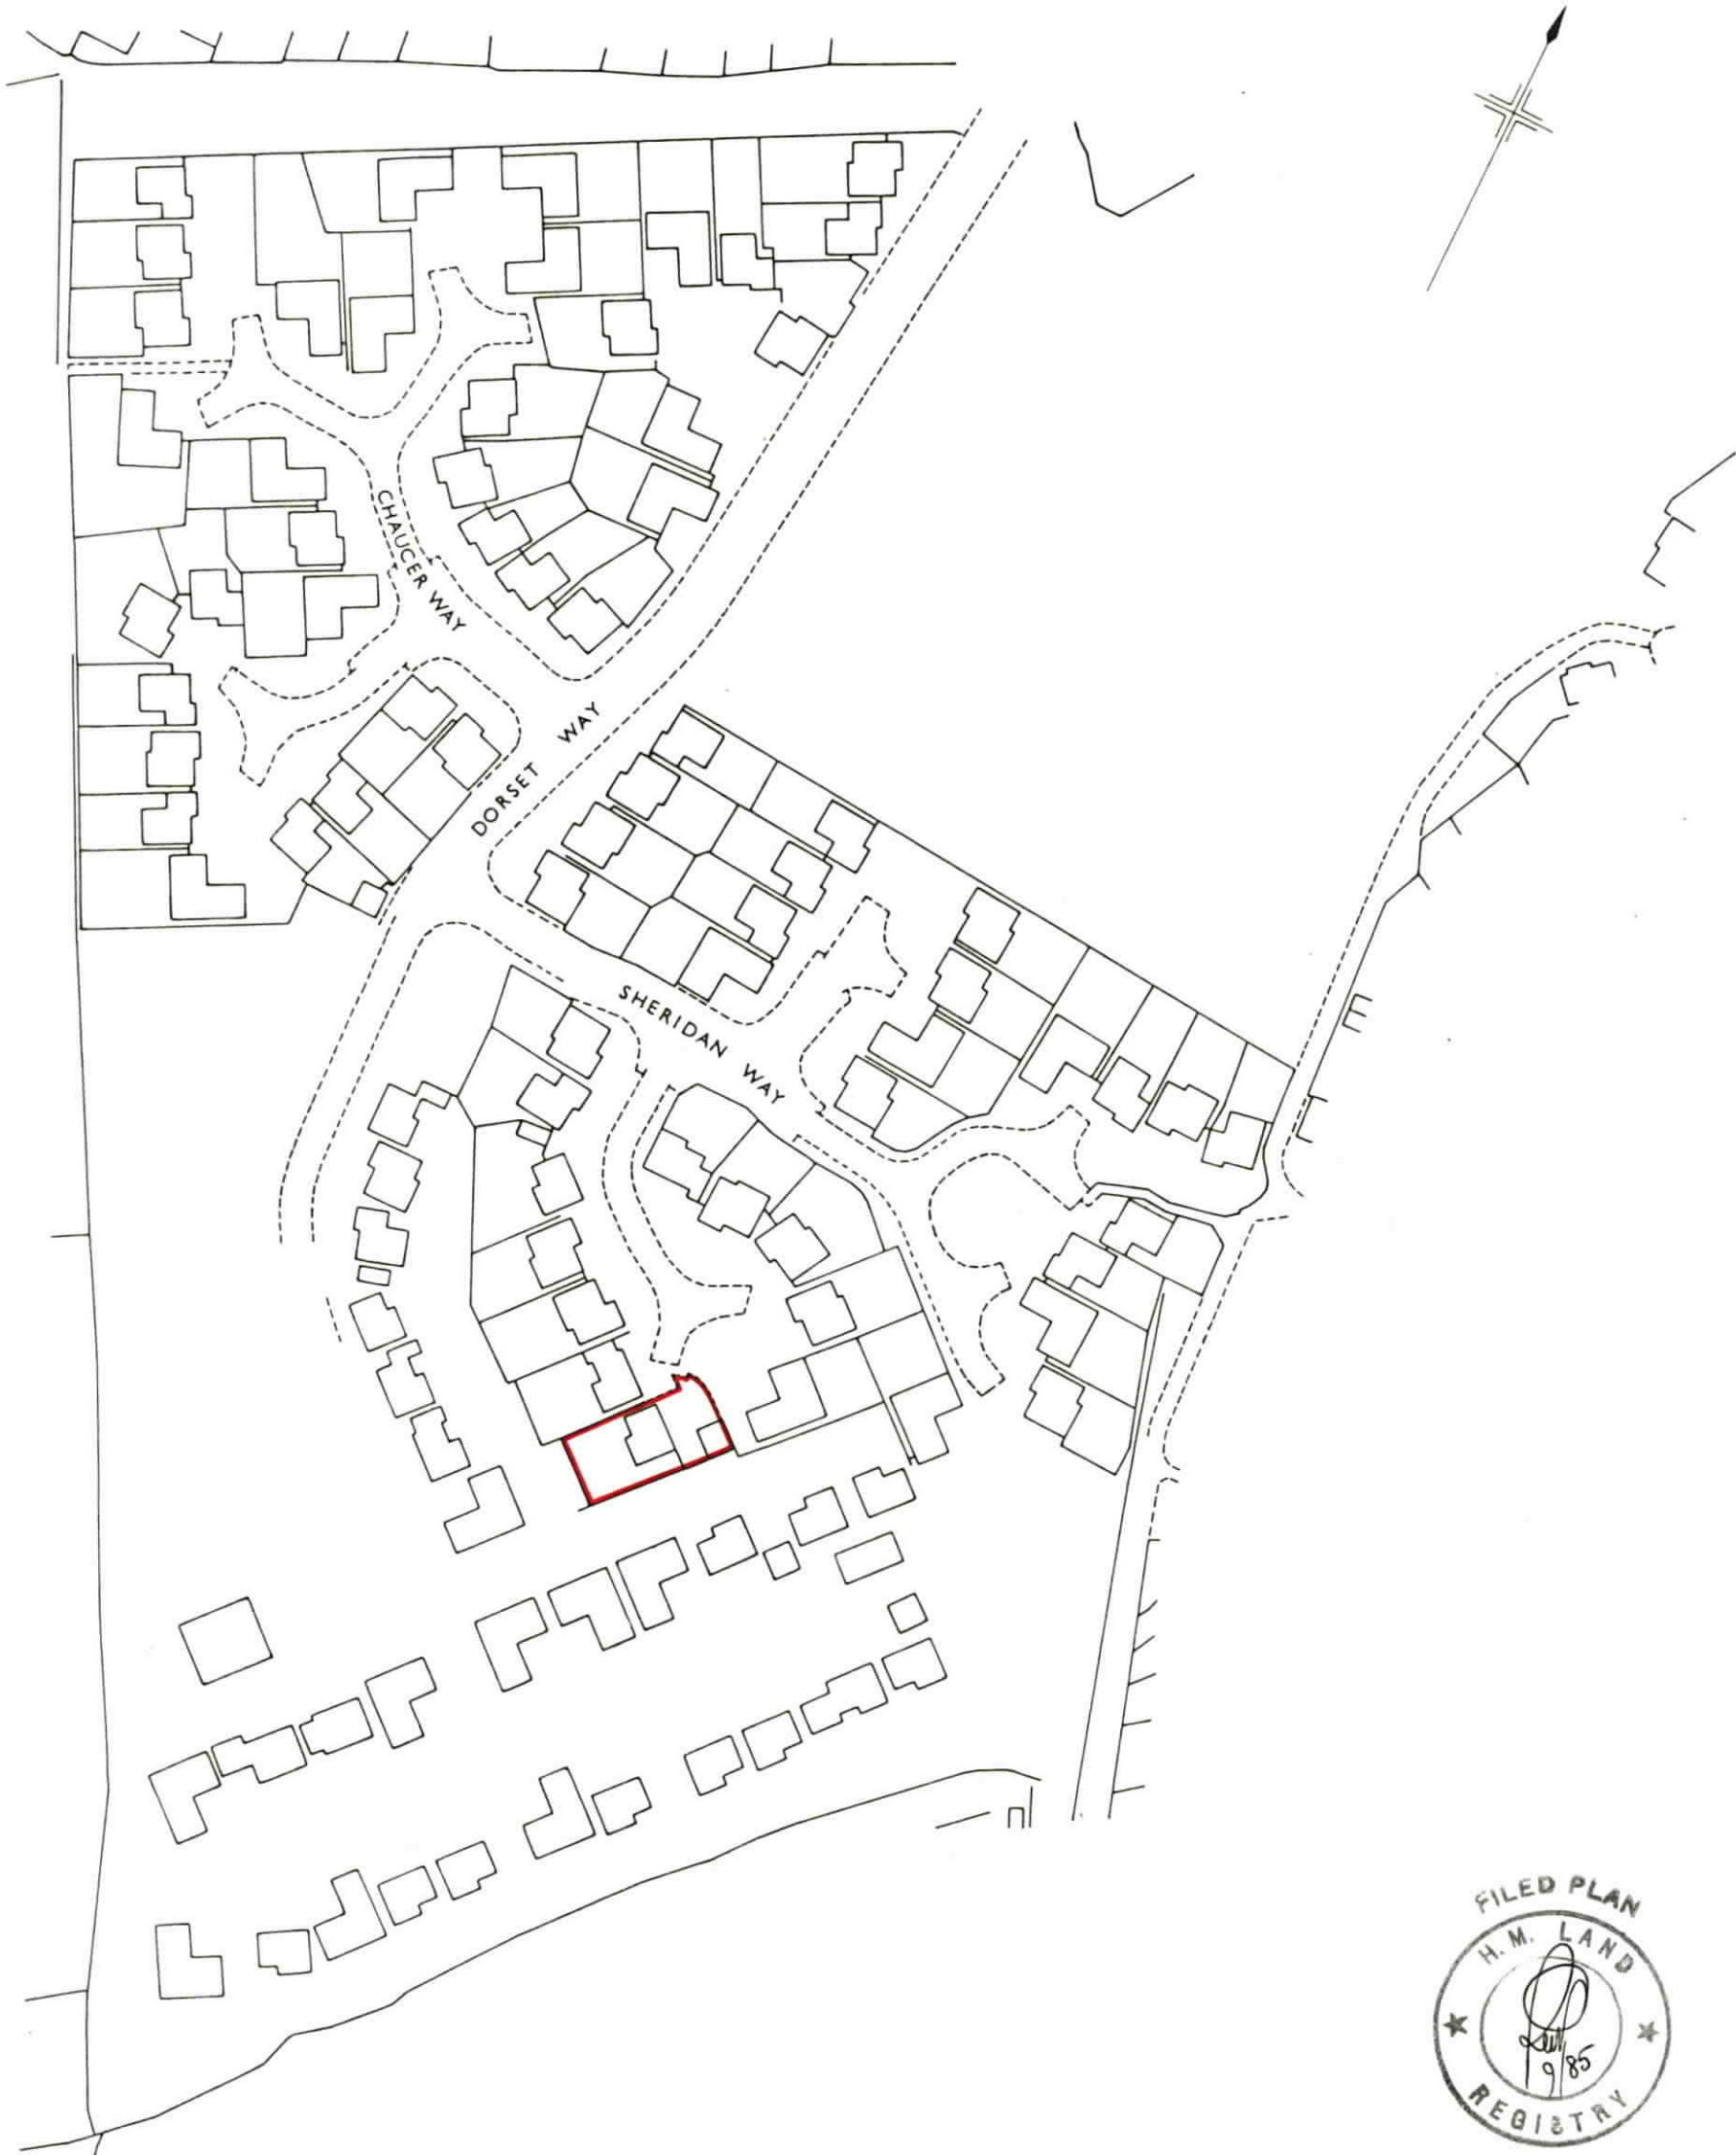 CHAUCER WAY
DORSET WAY
SHERIDAN WAY
FILED PLAN
H.M. LAND
9/85
REGISTRY